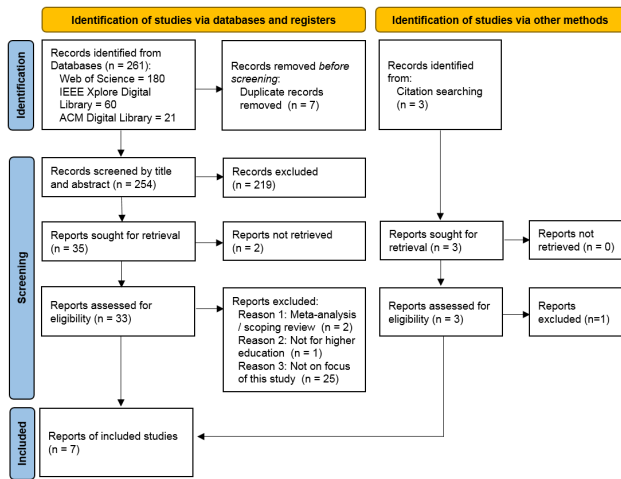 Identification of studies via databases and registers
Identification of studies via other methods
Identification
Records identified from
Databases (n = 261):
Web of Science = 180
IEEE Xplore Digital
Library = 60
ACM Digital Library = 21
Records removed before
screening:
Duplicate records
removed (n = 7)
Records identified
from:
Citation searching
(n = 3)
Screening
Records screened by title
and abstract (n = 254)
Records excluded
(n = 219)
Reports sought for retrieval
(n = 35)
Reports not retrieved
(n = 2)
Reports sought for
retrieval (n = 3)
Reports not
retrieved (n = 0)
Reports assessed for
eligibility (n = 33)
Reports excluded:
Reason 1: Meta-analysis
/ scoping review (n = 2)
Reason 2: Not for higher
education (n = 1)
Reason 3: Not on focus
of this study (n = 25)
Reports assessed for
eligibility (n = 3)
Reports
excluded (n=1)
Included
Reports of included studies
(n = 7)